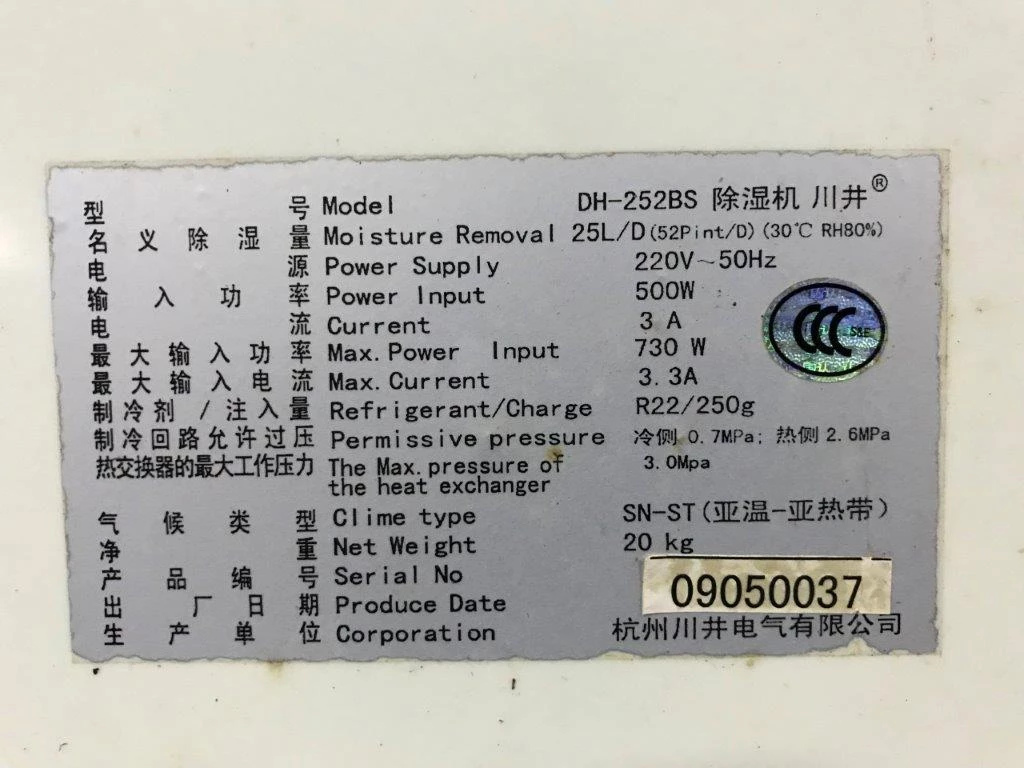 型号 Model DH-252BS 除湿机 川井®
名义除湿量 Moisture Removal 25L/D(52Pint/D)(30℃ RH80%)
电源 Power Supply 220V~50Hz
输入功率 Power Input 500W
电流 Current 3 A
最大输入功率 Max.Power Input 730 W
最大输入电流 Max.Current 3.3A
制冷剂/注入量 Refrigerant/Charge R22/250g
制冷回路允许过压 Permissive pressure 冷侧 0.7MPa; 热侧 2.6MPa
热交换器的最大工作压力 The Max.pressure of 3.0Mpa
the heat exchanger
气候类型 Clime type SN-ST(亚温-亚热带)
净重 Net Weight 20 kg
产品编号 Serial No
09050037
出厂日期 Produce Date
生产单位 Corporation 杭州川井电气有限公司
CCC
S&E